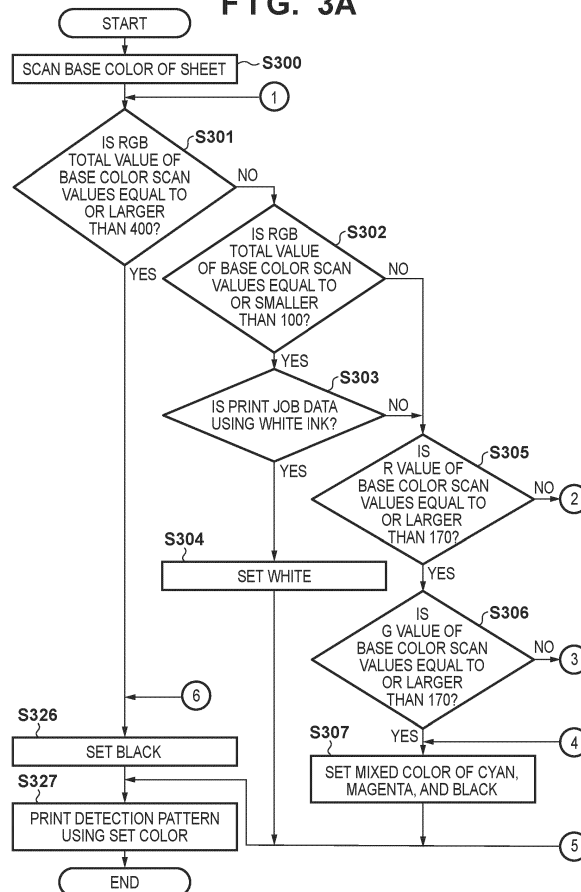 FIG. 3A
START
SCAN BASE COLOR OF SHEET
S300
1
S301
IS RGB
TOTAL VALUE OF
BASE COLOR SCAN
VALUES EQUAL TO
OR LARGER
THAN 400?
NO
YES
S302
IS RGB
TOTAL VALUE
OF BASE COLOR SCAN
VALUES EQUAL TO
OR SMALLER
THAN 100?
NO
YES
S303
IS PRINT JOB DATA
USING WHITE INK?
NO
YES
S305
IS
R VALUE OF
BASE COLOR SCAN
VALUES EQUAL TO
OR LARGER
THAN 170?
NO
2
YES
S304
SET WHITE
S306
IS
G VALUE OF
BASE COLOR SCAN
VALUES EQUAL TO
OR LARGER
THAN 170?
NO
3
YES
6
4
S307
SET MIXED COLOR OF CYAN,
MAGENTA, AND BLACK
S326
SET BLACK
S327
PRINT DETECTION PATTERN
USING SET COLOR
5
END